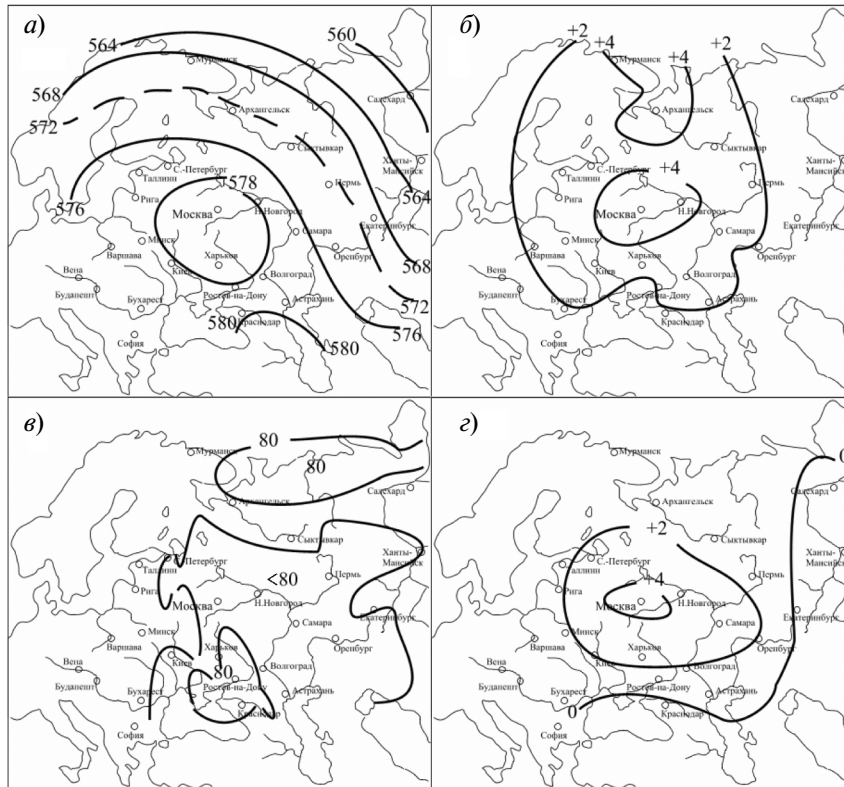 а)
560
564
Мурманск
568
Салехард
572
Архангельск
Сыктывкар
Ханты-
Мансийск
С.-Петербург
Таллинн
+578
Пермь
564
576
Рига
Москва
Н.Новгород
Екатеринбург
Самара
Минск
Варшава
Харьков
Оренбург
568
Вена
Киев
Волгоград
Будапешт
Ростов-на-Дону
Астрахань
572
Бухарест
580
Краснодар
576
София
580
б)
+2
+4
+2
Мурманск
+4
Салехард
Архангельск
Сыктывкар
Ханты-
Мансийск
С.-Петербург
+4
Таллинн
Пермь
Рига
Москва
Н.Новгород
Екатеринбург
Самара
Минск
Варшава
Харьков
Оренбург
Вена
Киев
Волгоград
Будапешт
Ростов-на-Дону
Астрахань
Бухарест
Краснодар
София
в)
80
Мурманск
80
Салехард
Архангельск
Сыктывкар
Ханты-
Мансийск
С.-Петербург
Таллинн
<80
Пермь
Рига
Москва
Н.Новгород
Екатеринбург
Самара
Минск
Варшава
Харьков
Оренбург
Вена
Киев
80
Волгоград
Будапешт
Ростов-на-Дону
Астрахань
Бухарест
Краснодар
София
г)
0
Мурманск
Салехард
Архангельск
+2
Сыктывкар
Ханты-
Мансийск
С.-Петербург
Таллинн
+4
Пермь
Рига
Москва
Н.Новгород
Екатеринбург
Самара
Минск
Варшава
Харьков
Оренбург
Вена
Киев
Волгоград
Будапешт
Ростов-на-Дону
Астрахань
Бухарест
0
Краснодар
София